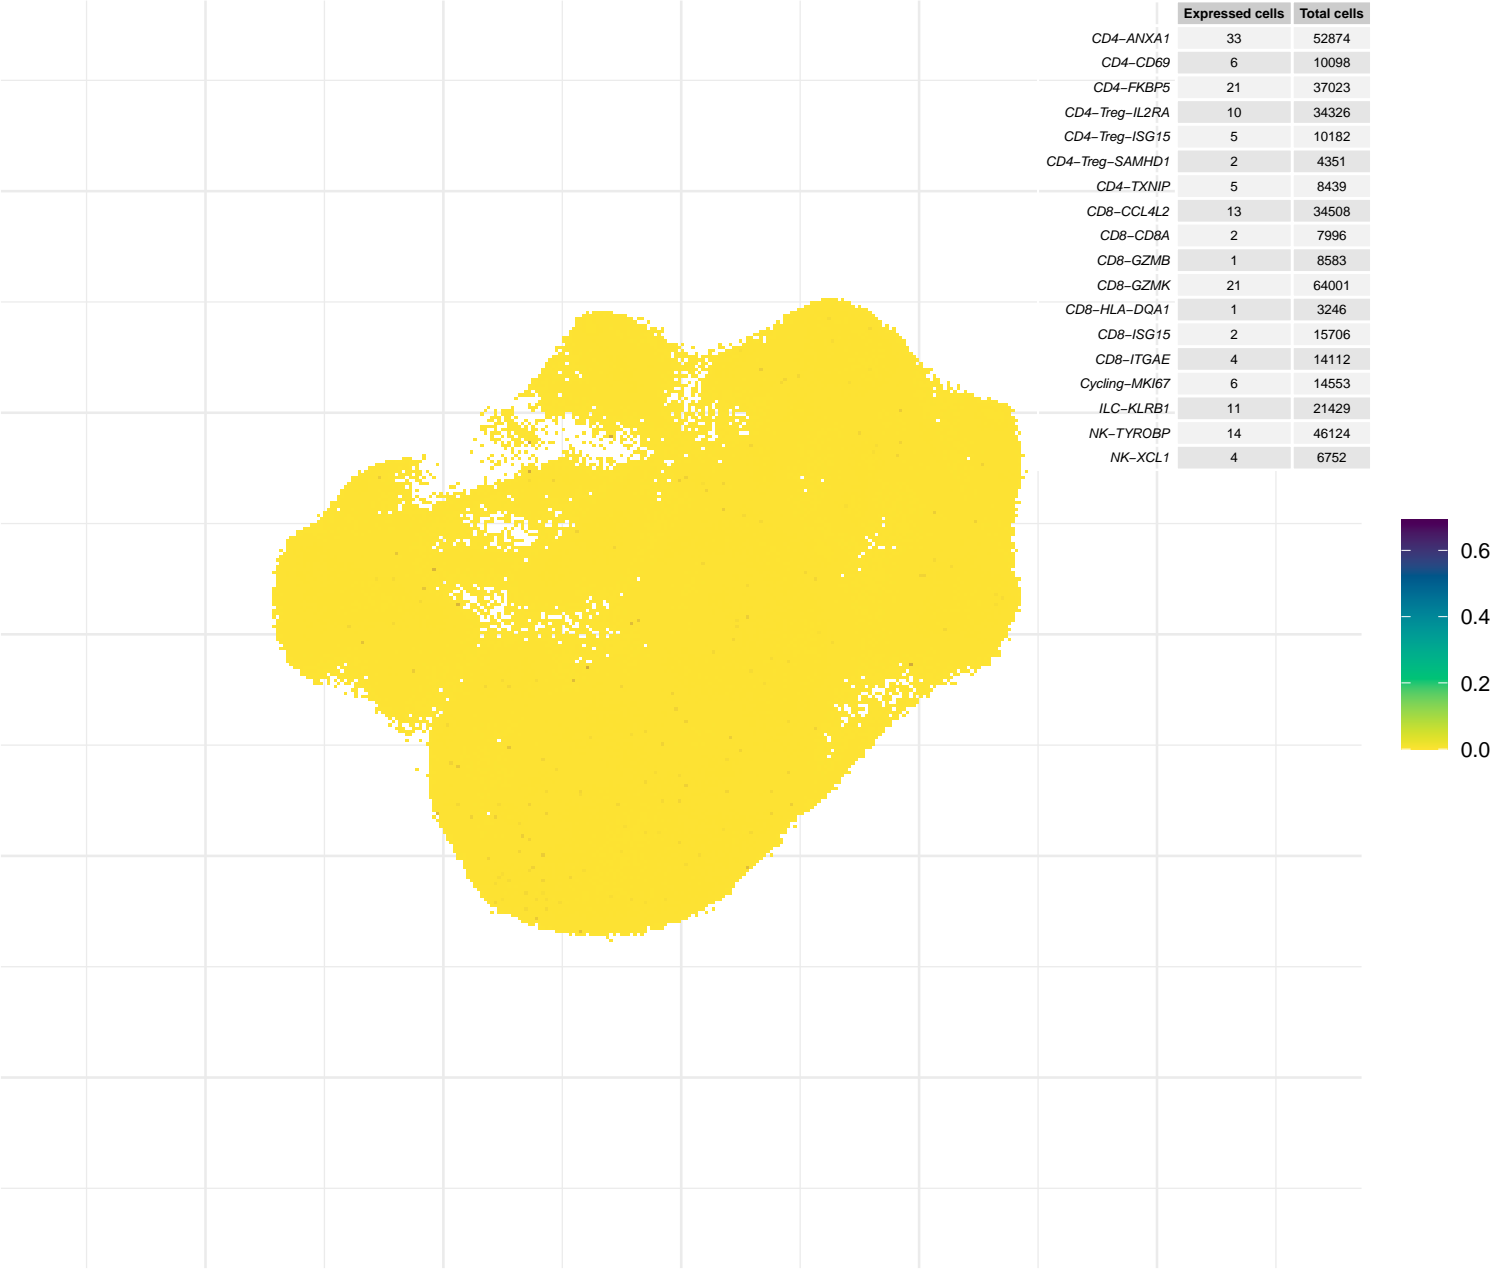 Expressed cells Total cells
CD4−ANXA1 33 52874
CD4−CD69 6 10098
CD4−FKBP5 21 37023
CD4−Treg−IL2RA 10 34326
CD4−Treg−ISG15 5 10182
CD4−Treg−SAMHD1 2 4351
CD4−TXNIP 5 8439
CD8−CCL4L2 13 34508
CD8−CD8A 2 7996
CD8−GZMB 1 8583
CD8−GZMK 21 64001
CD8−HLA−DQA1 1 3246
CD8−ISG15 2 15706
CD8−ITGAE 4 14112
Cycling−MKI67 6 14553
ILC−KLRB1 11 21429
NK−TYROBP 14 46124
NK−XCL1 4 6752
0.6
0.4
0.2
0.0